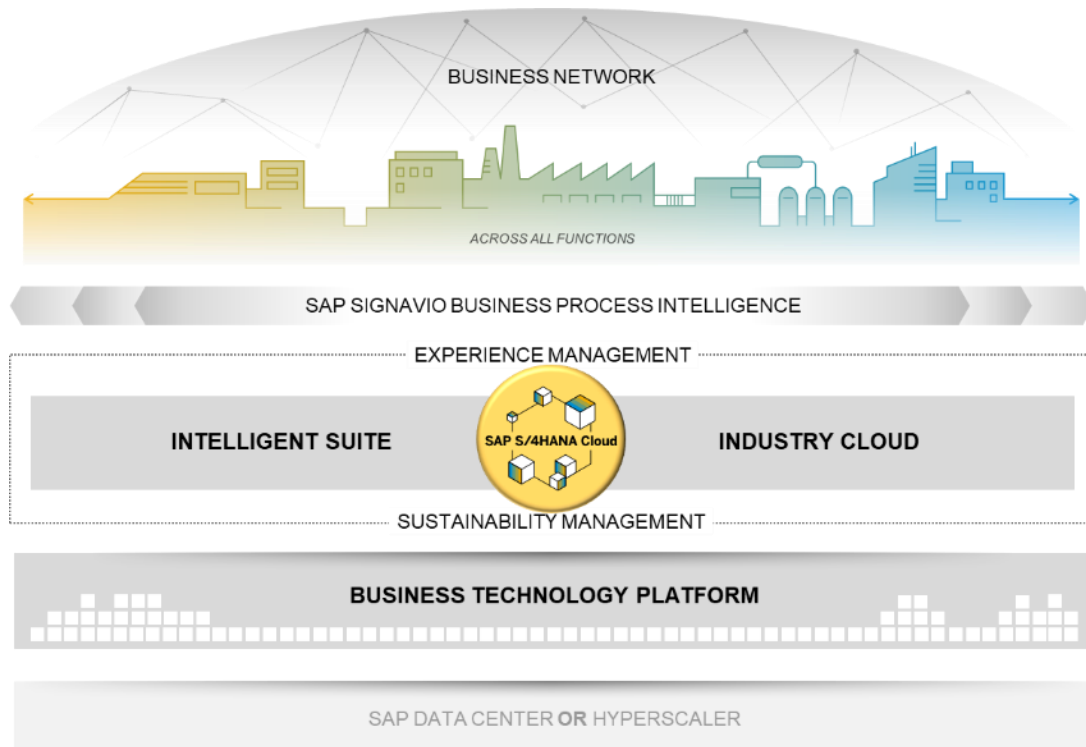 BUSINESS NETWORK
ACROSS ALL FUNCTIONS
SAP SIGNAVIO BUSINESS PROCESS INTELLIGENCE
EXPERIENCE MANAGEMENT
INTELLIGENT SUITE
SAP S/4HANA Cloud
INDUSTRY CLOUD
SUSTAINABILITY MANAGEMENT
BUSINESS TECHNOLOGY PLATFORM
SAP DATA CENTER OR HYPERSCALER